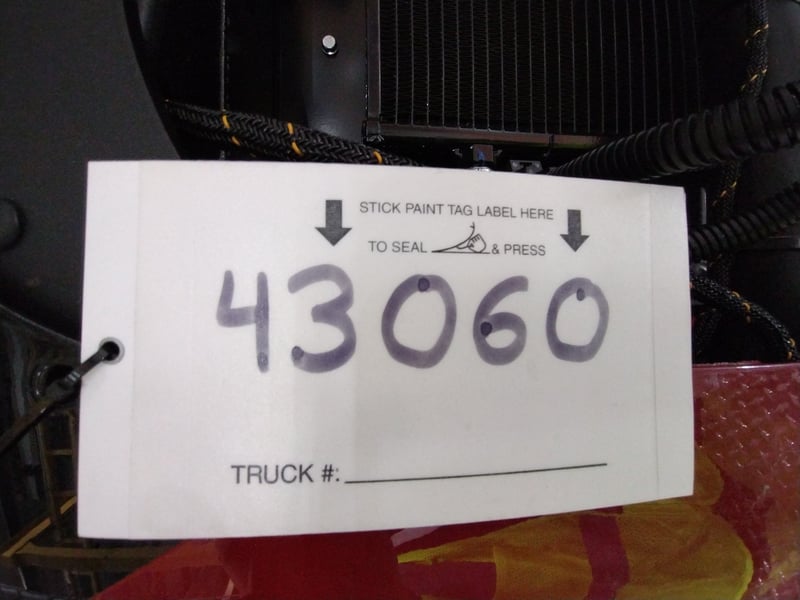 STICK PAINT TAG LABEL HERE
TO SEAL & PRESS
43060
TRUCK #: